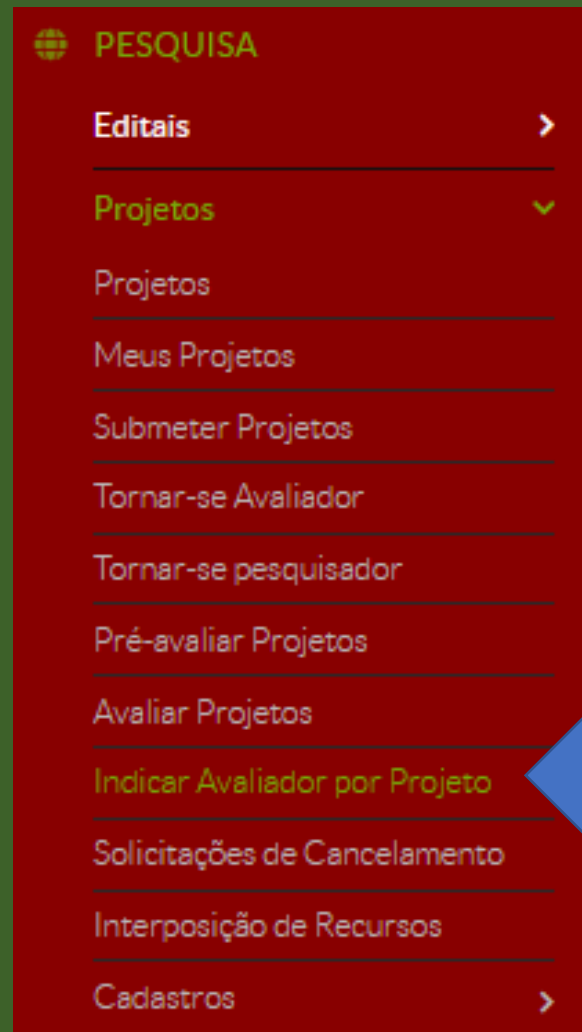 PESQUISA
Editais
Projetos
Projetos
Meus Projetos
Submeter Projetos
Tornar-se Avaliador
Tornar-se pesquisador
Pré-avaliar Projetos
Avaliar Projetos
Indicar Avaliador por Projeto
Solicitações de Cancelamento
Interposição de Recursos
Cadastros